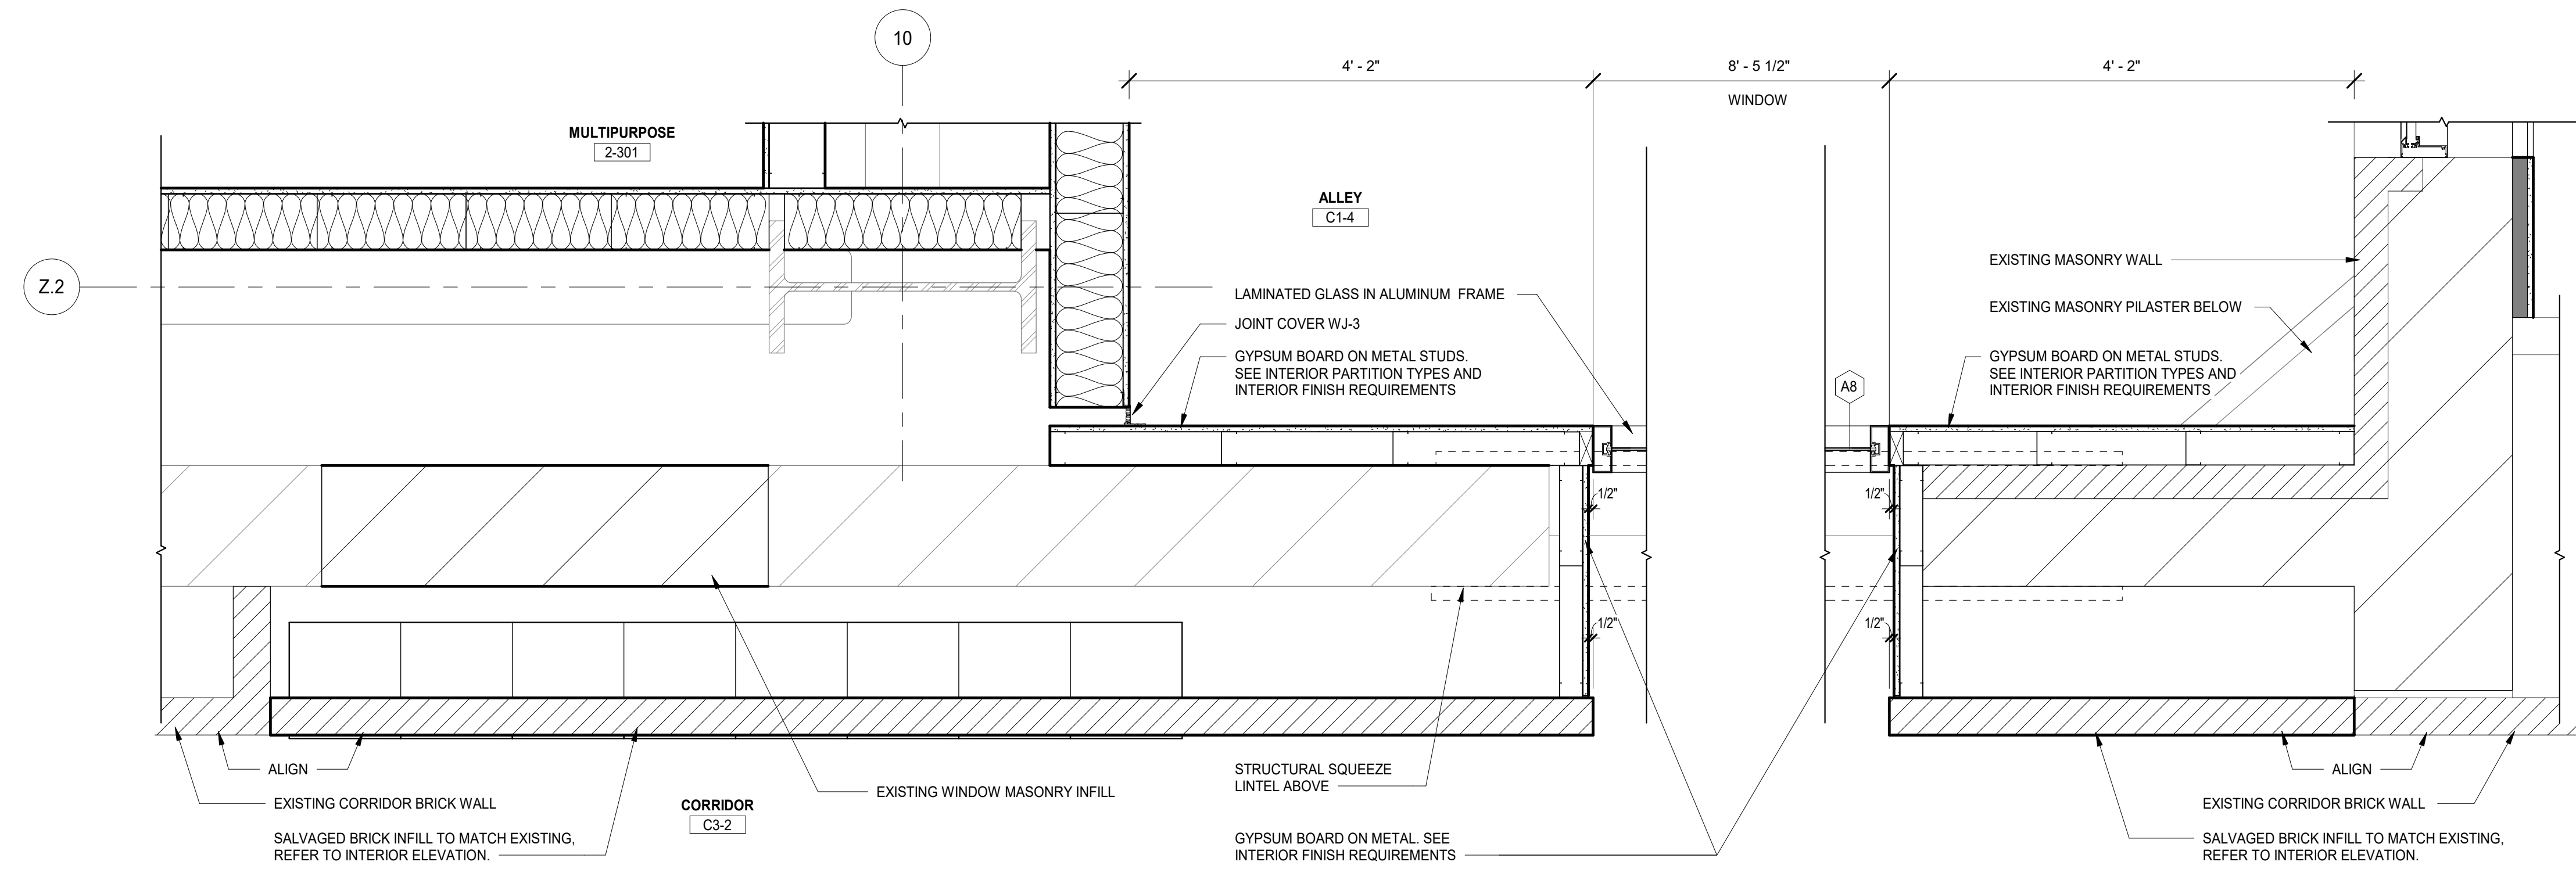 10
4' - 2"
8' - 5 1/2"
4' - 2"
WINDOW
MULTIPURPOSE
2-301
ALLEY
C1-4
Z.2
EXISTING MASONRY WALL
LAMINATED GLASS IN ALUMINUM FRAME
EXISTING MASONRY PILASTER BELOW
JOINT COVER WJ-3
GYPSUM BOARD ON METAL STUDS.
SEE INTERIOR PARTITION TYPES AND
INTERIOR FINISH REQUIREMENTS
A8
GYPSUM BOARD ON METAL STUDS.
SEE INTERIOR PARTITION TYPES AND
INTERIOR FINISH REQUIREMENTS
1/2"
1/2"
1/2"
1/2"
ALIGN
EXISTING CORRIDOR BRICK WALL
SALVAGED BRICK INFILL TO MATCH EXISTING,
REFER TO INTERIOR ELEVATION.
CORRIDOR
C3-2
EXISTING WINDOW MASONRY INFILL
STRUCTURAL SQUEEZE
LINTEL ABOVE
GYPSUM BOARD ON METAL. SEE
INTERIOR FINISH REQUIREMENTS
ALIGN
EXISTING CORRIDOR BRICK WALL
SALVAGED BRICK INFILL TO MATCH EXISTING,
REFER TO INTERIOR ELEVATION.